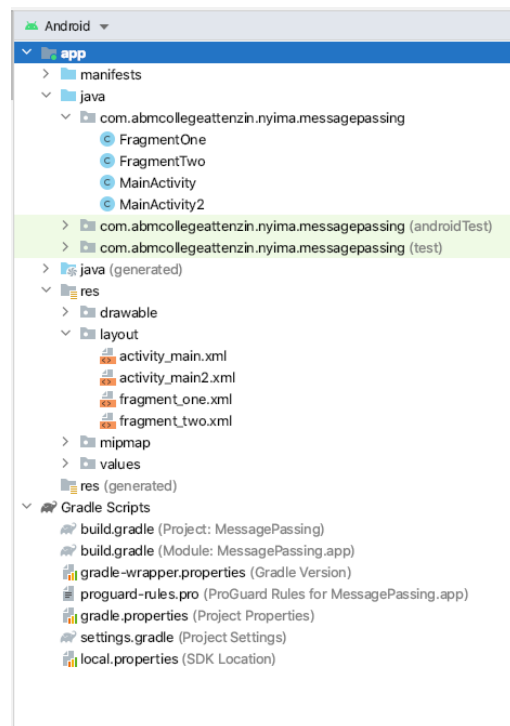 Android
app
manifests
java
com.abmcollegeattenzin.nyima.messagepassing
FragmentOne
FragmentTwo
MainActivity
MainActivity2
com.abmcollegeattenzin.nyima.messagepassing (androidTest)
com.abmcollegeattenzin.nyima.messagepassing (test)
java (generated)
res
drawable
layout
activity_main.xml
activity_main2.xml
fragment_one.xml
fragment_two.xml
mipmap
values
res (generated)
Gradle Scripts
build.gradle (Project: MessagePassing)
build.gradle (Module: MessagePassing.app)
gradle-wrapper.properties (Gradle Version)
proguard-rules.pro (ProGuard Rules for MessagePassing.app)
gradle.properties (Project Properties)
settings.gradle (Project Settings)
local.properties (SDK Location)